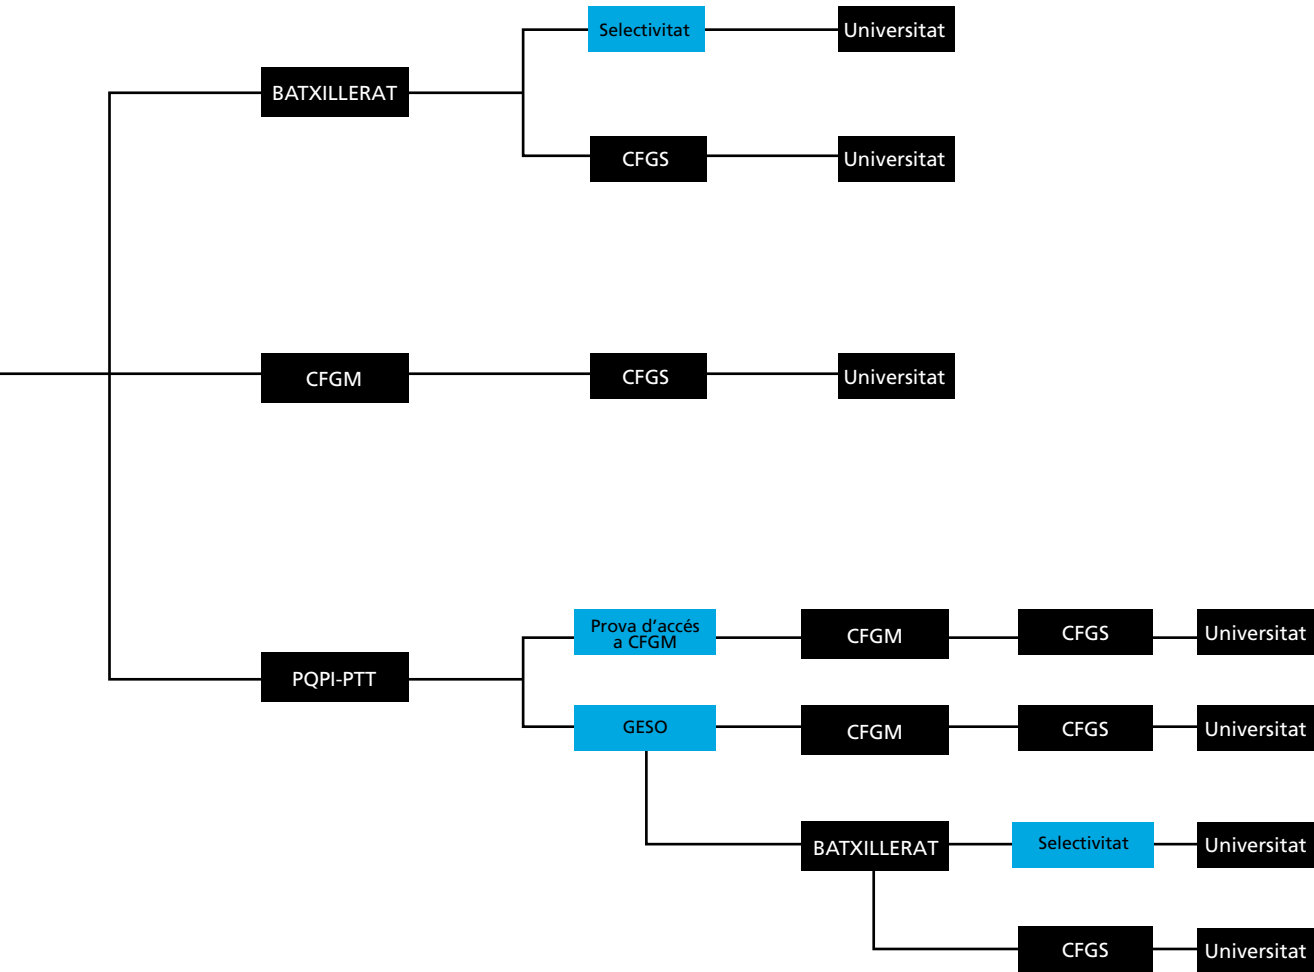 Selectivitat
Universitat
BATXILLERAT
CFGS
Universitat
CFGM
CFGS
Universitat
Prova d’accés
a CFGM
CFGM
CFGS
Universitat
PQPI-PTT
GESO
CFGM
CFGS
Universitat
BATXILLERAT
Selectivitat
Universitat
CFGS
Universitat